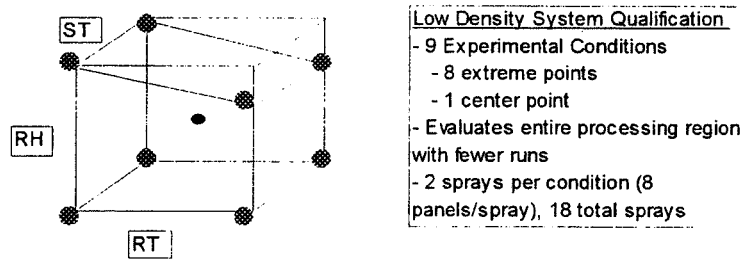 ST
RH
RT
Low Density System Qualification
- 9 Experimental Conditions
- 8 extreme points
- 1 center point
- Evaluates entire processing region
with fewer runs
- 2 sprays per condition (8
panels/spray), 18 total sprays